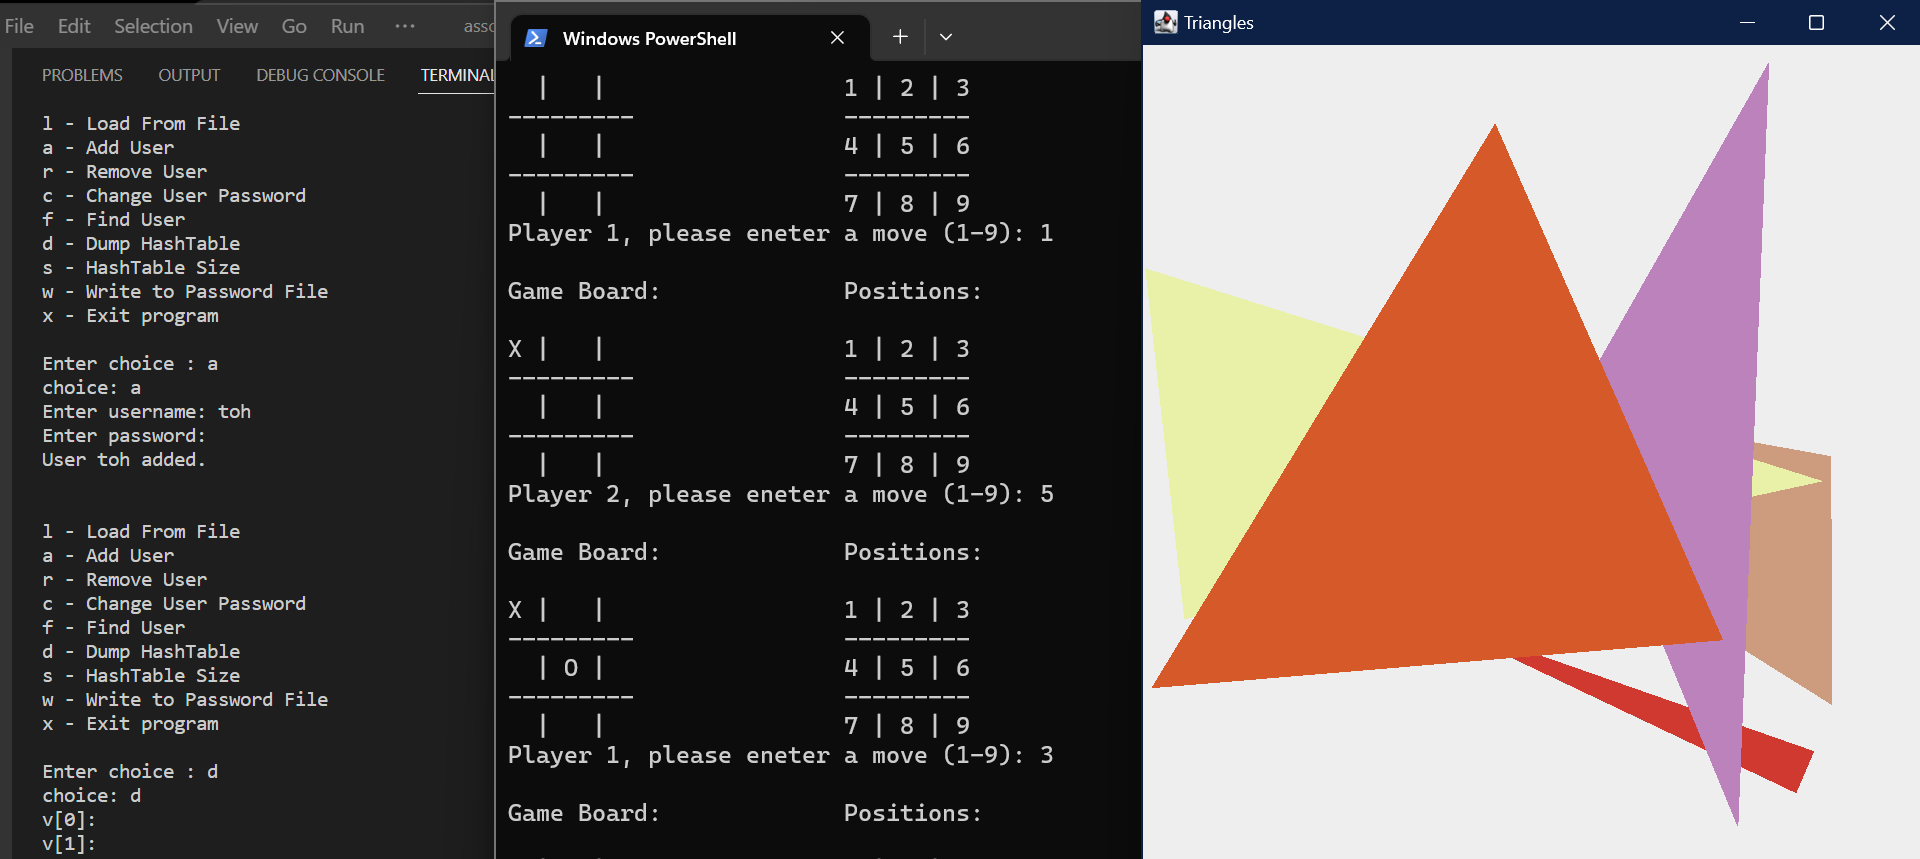 File Edit Selection View Go Run ···
PROBLEMS OUTPUT DEBUG CONSOLE TERMINAL
l - Load From File
a - Add User
r - Remove User
c - Change User Password
f - Find User
d - Dump HashTable
s - HashTable Size
w - Write to Password File
x - Exit program
Enter choice : a
choice: a
Enter username: toh
Enter password:
User toh added.
l - Load From File
a - Add User
r - Remove User
c - Change User Password
f - Find User
d - Dump HashTable
s - HashTable Size
w - Write to Password File
x - Exit program
Enter choice : d
choice: d
v[0]:
v[1]:
Windows PowerShell
  |   |                 1 | 2 | 3
---------               ---------
  |   |                 4 | 5 | 6
---------               ---------
  |   |                 7 | 8 | 9
Player 1, please eneter a move (1-9): 1
Game Board:             Positions:
X |   |                 1 | 2 | 3
---------               ---------
  |   |                 4 | 5 | 6
---------               ---------
  |   |                 7 | 8 | 9
Player 2, please eneter a move (1-9): 5
Game Board:             Positions:
X |   |                 1 | 2 | 3
---------               ---------
  | O |                 4 | 5 | 6
---------               ---------
  |   |                 7 | 8 | 9
Player 1, please eneter a move (1-9): 3
Game Board:             Positions:
Triangles